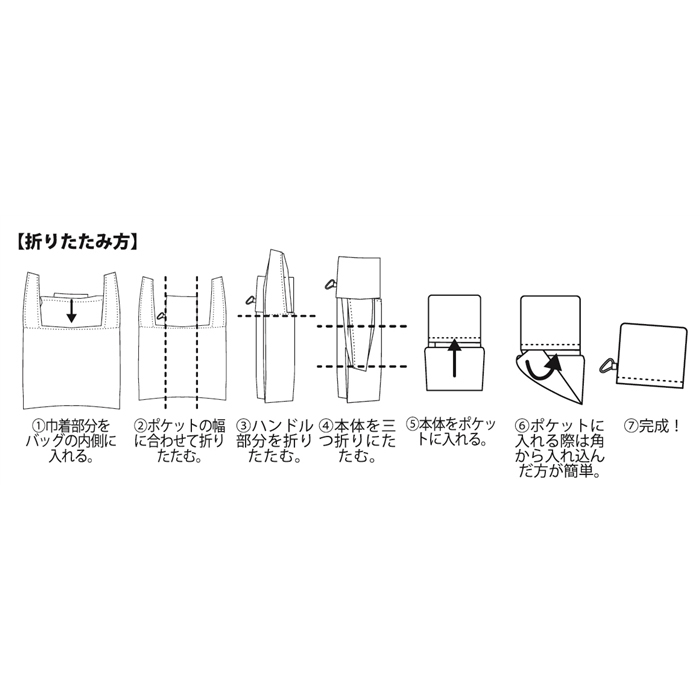 【折りたたみ方】
①巾着部分を
バッグの内側に
入れる。
②ポケットの幅
に合わせて折り
たたむ。
③ハンドル
部分を折り
たたむ。
④本体を三
つ折りにた
たむ。
⑤本体をポケッ
トに入れる。
⑥ポケットに
入れる際は角
から入れ込ん
だ方が簡単。
⑦完成！